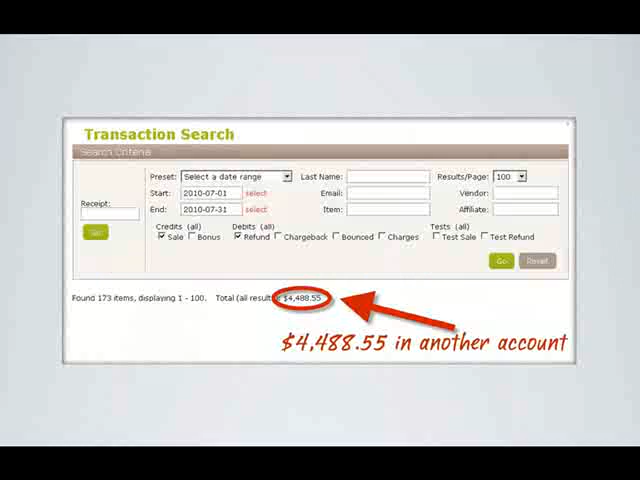 Transaction Search
Search Criteria
Preset: Select a date range Last Name: Results/Page: 100
Start: 2010-07-01 select Email: Vendor:
Receipt: End: 2010-07-31 select Item: Affiliate:
Credits (all) Debits (all) Tests (all)
Sale Bonus Refund Chargeback Bounced Charges Test Sale Test Refund
Go Reset
Found 173 items, displaying 1 - 100. Total (all results): $4,488.55
$4,488.55 in another account